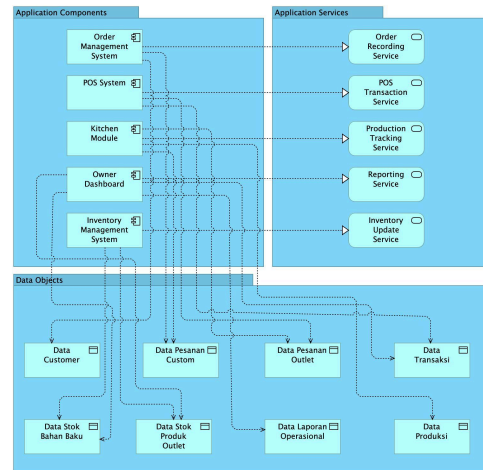 Application Components
Application Services
Order
Management
System
Order
Recording
Service
POS System
POS
Transaction
Service
Kitchen
Module
Production
Tracking
Service
Owner
Dashboard
Reporting
Service
Inventory
Management
System
Inventory
Update
Service
Data Objects
Data
Customer
Data Pesanan
Custom
Data Pesanan
Outlet
Data
Transaksi
Data Stok
Bahan Baku
Data Stok
Produk
Outlet
Data Laporan
Operasional
Data
Produksi